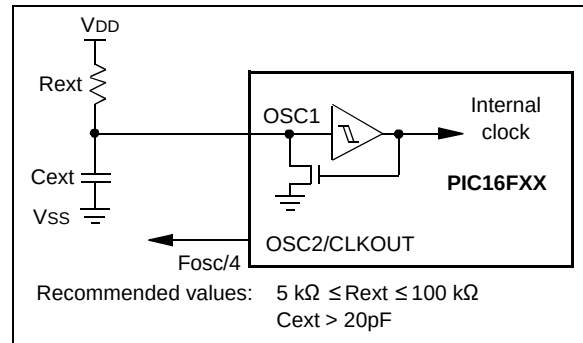 VDD
Rext
OSC1
Internal
clock
Cext
PIC16FXX
VSS
OSC2/CLKOUT
Fosc/4
Recommended values: 5 kΩ ≤ Rext ≤ 100 kΩ
Cext > 20pF